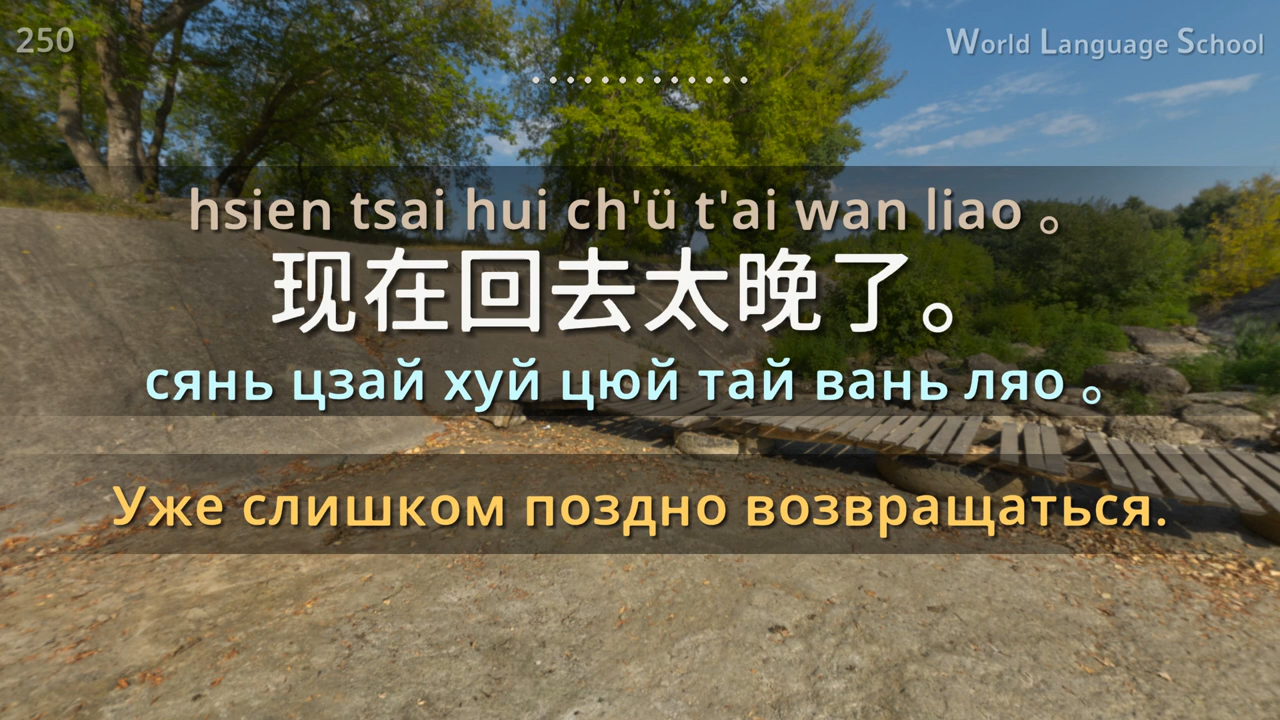 250
World Language School
hsien tsai hui ch'ü t'ai wan liao 。
现在回去太晚了。
сянь цзай хуй цюй тай вань ляо 。
Уже слишком поздно возвращаться.